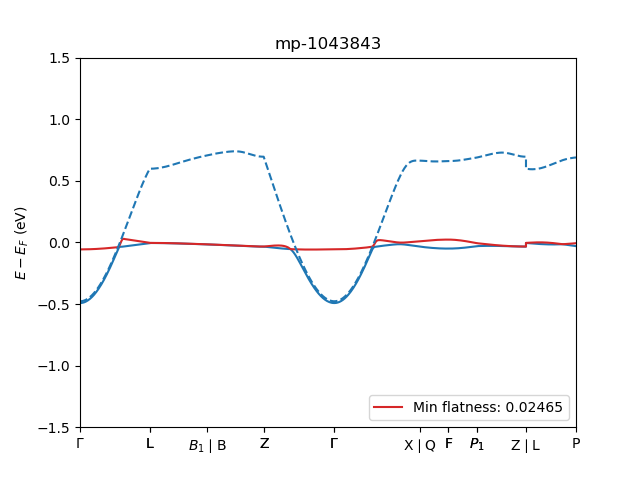 mp-1043843
1.5
1.0
0.5
0.0
−0.5
−1.0
−1.5
E − E_F (eV)
Min flatness: 0.02465
Γ L B₁ | B Z Γ X | Q F P₁ Z | L P